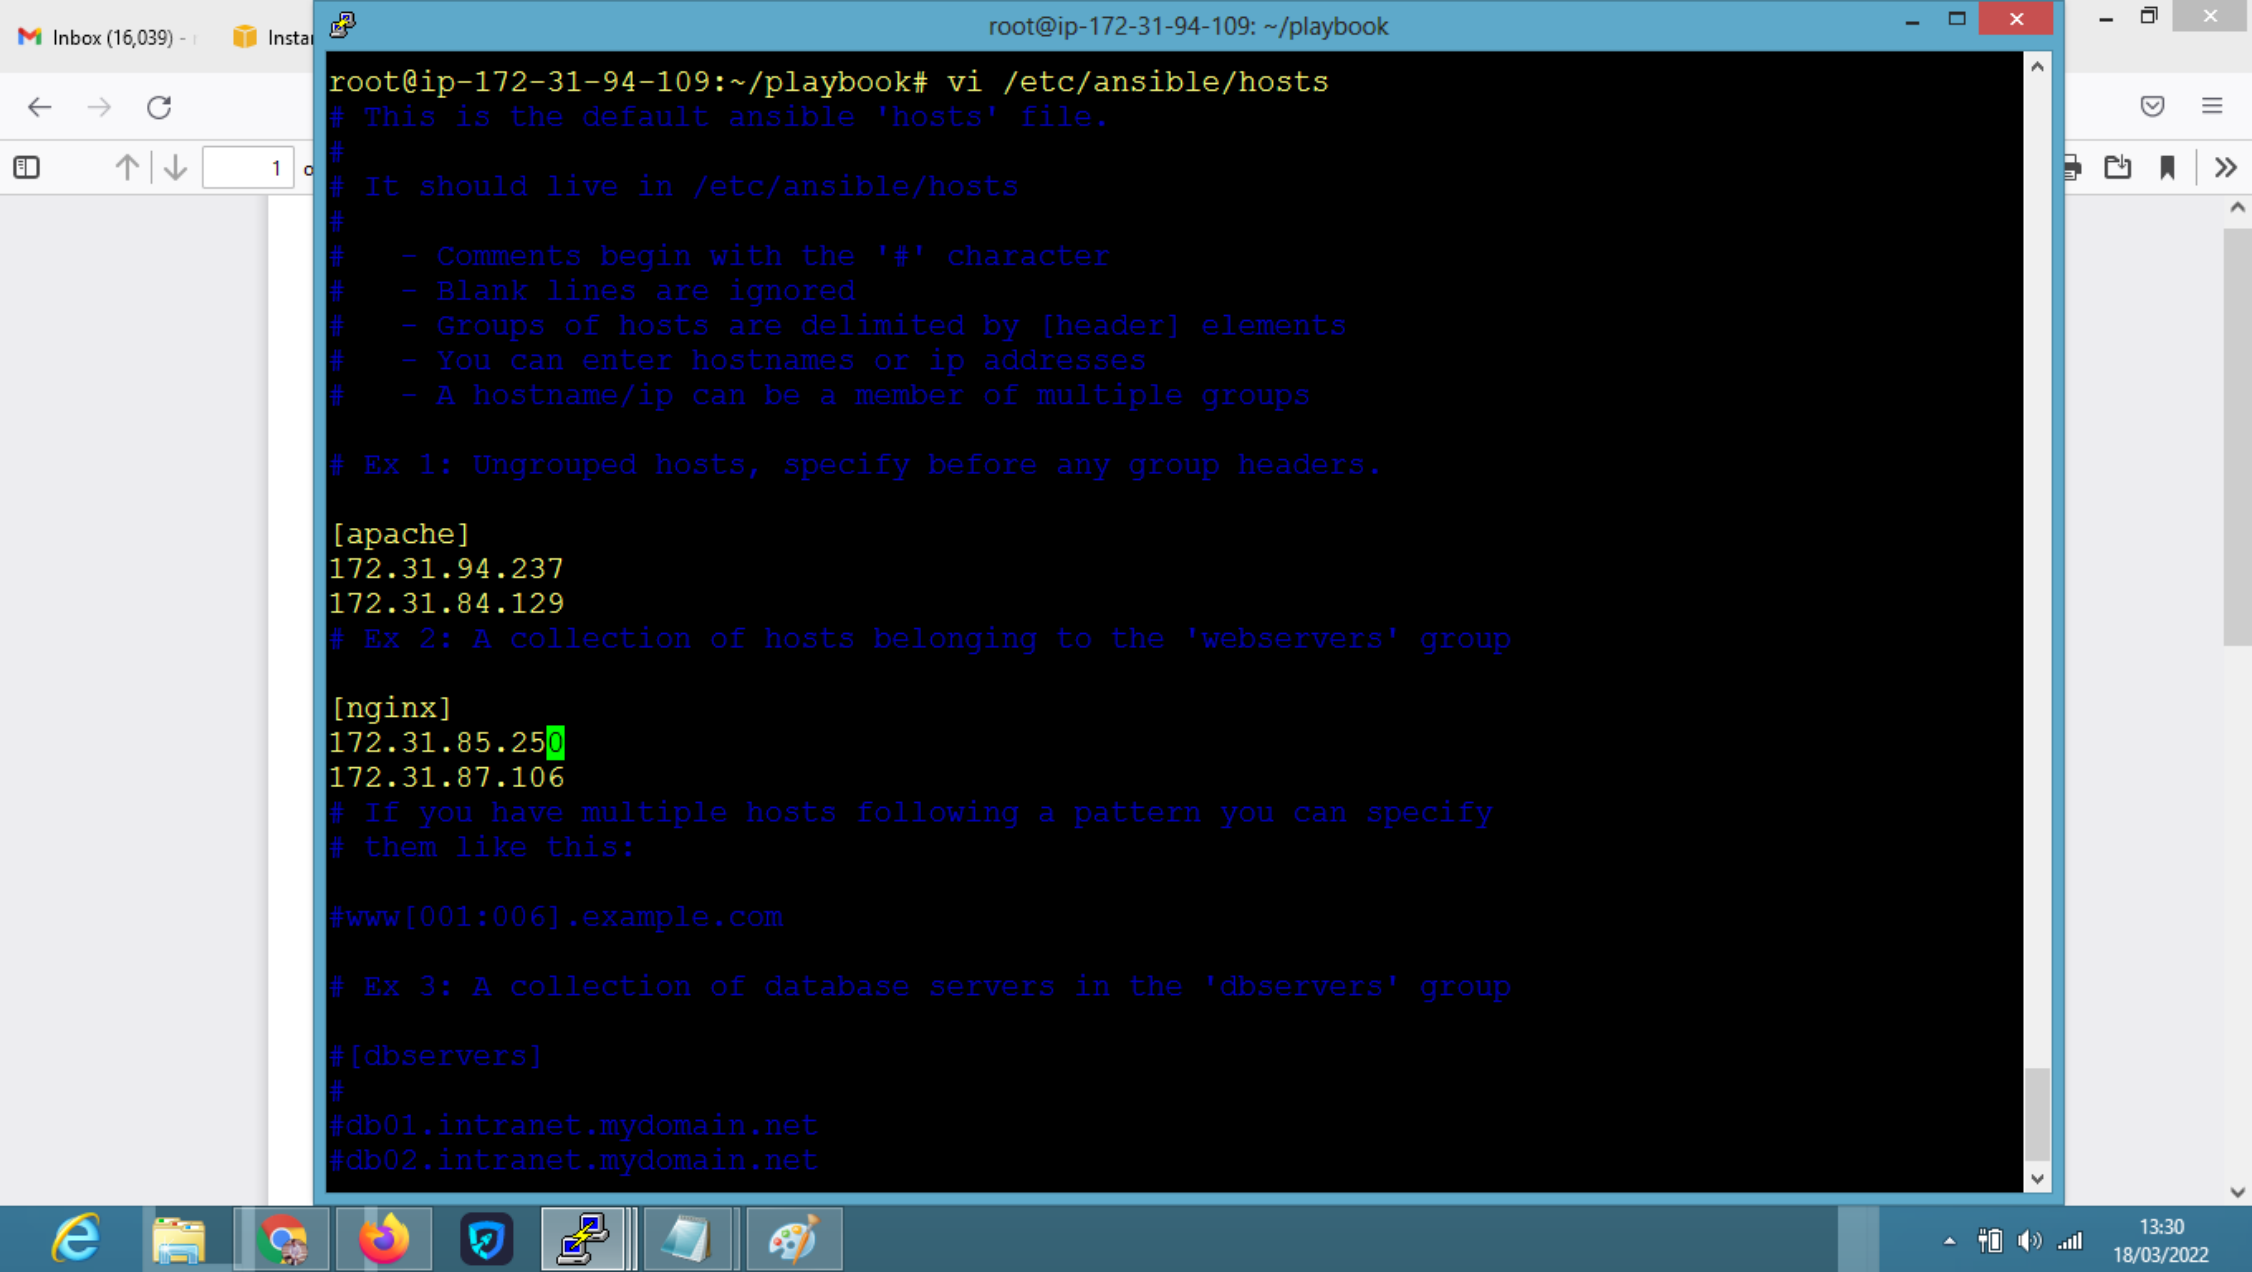 Inbox (16,039) -
Insta
root@ip-172-31-94-109: ~/playbook
1
root@ip-172-31-94-109:~/playbook# vi /etc/ansible/hosts
# This is the default ansible 'hosts' file.
#
# It should live in /etc/ansible/hosts
#
#   - Comments begin with the '#' character
#   - Blank lines are ignored
#   - Groups of hosts are delimited by [header] elements
#   - You can enter hostnames or ip addresses
#   - A hostname/ip can be a member of multiple groups
# Ex 1: Ungrouped hosts, specify before any group headers.
[apache]
172.31.94.237
172.31.84.129
# Ex 2: A collection of hosts belonging to the 'webservers' group
[nginx]
172.31.85.250
172.31.87.106
# If you have multiple hosts following a pattern you can specify
# them like this:
#www[001:006].example.com
# Ex 3: A collection of database servers in the 'dbservers' group
#[dbservers]
#
#db01.intranet.mydomain.net
#db02.intranet.mydomain.net
13:30
18/03/2022